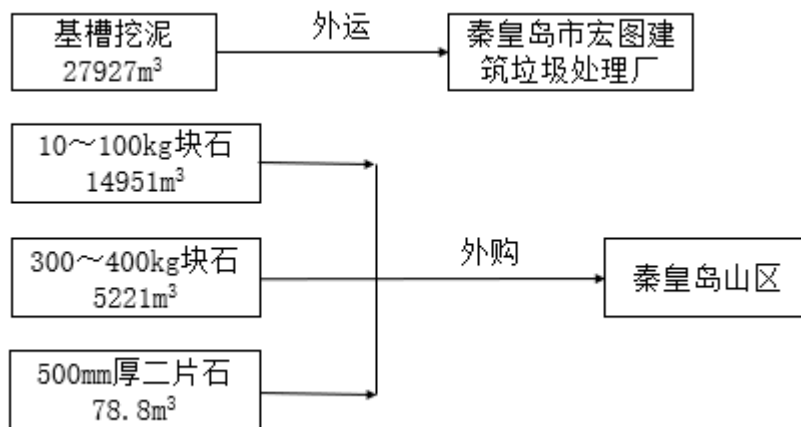 基槽挖泥
27927m³
外运
秦皇岛市宏图建
筑垃圾处理厂
10～100kg块石
14951m³
300～400kg块石
5221m³
外购
秦皇岛山区
500mm厚二片石
78.8m³